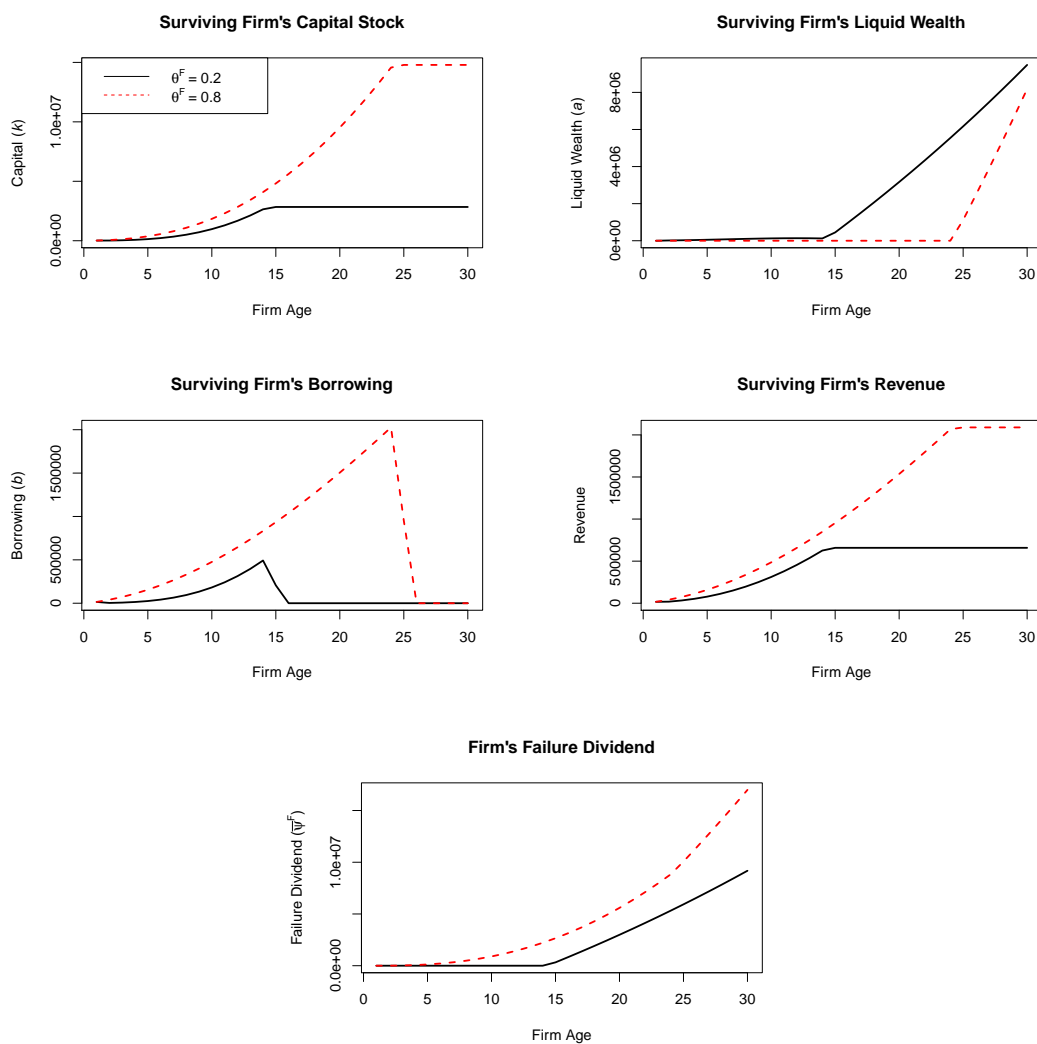 Surviving Firm's Capital Stock
θF = 0.2
θF = 0.8
Capital (k)
0.0e+00
1.0e+07
0 5 10 15 20 25 30
Firm Age
Surviving Firm's Liquid Wealth
Liquid Wealth (a)
0e+00
4e+06
8e+06
0 5 10 15 20 25 30
Firm Age
Surviving Firm's Borrowing
Borrowing (b)
0
500000
1500000
0 5 10 15 20 25 30
Firm Age
Surviving Firm's Revenue
Revenue
0
500000
1500000
0 5 10 15 20 25 30
Firm Age
Firm's Failure Dividend
Failure Dividend (ψ̅F)
0.0e+00
1.0e+07
0 5 10 15 20 25 30
Firm Age